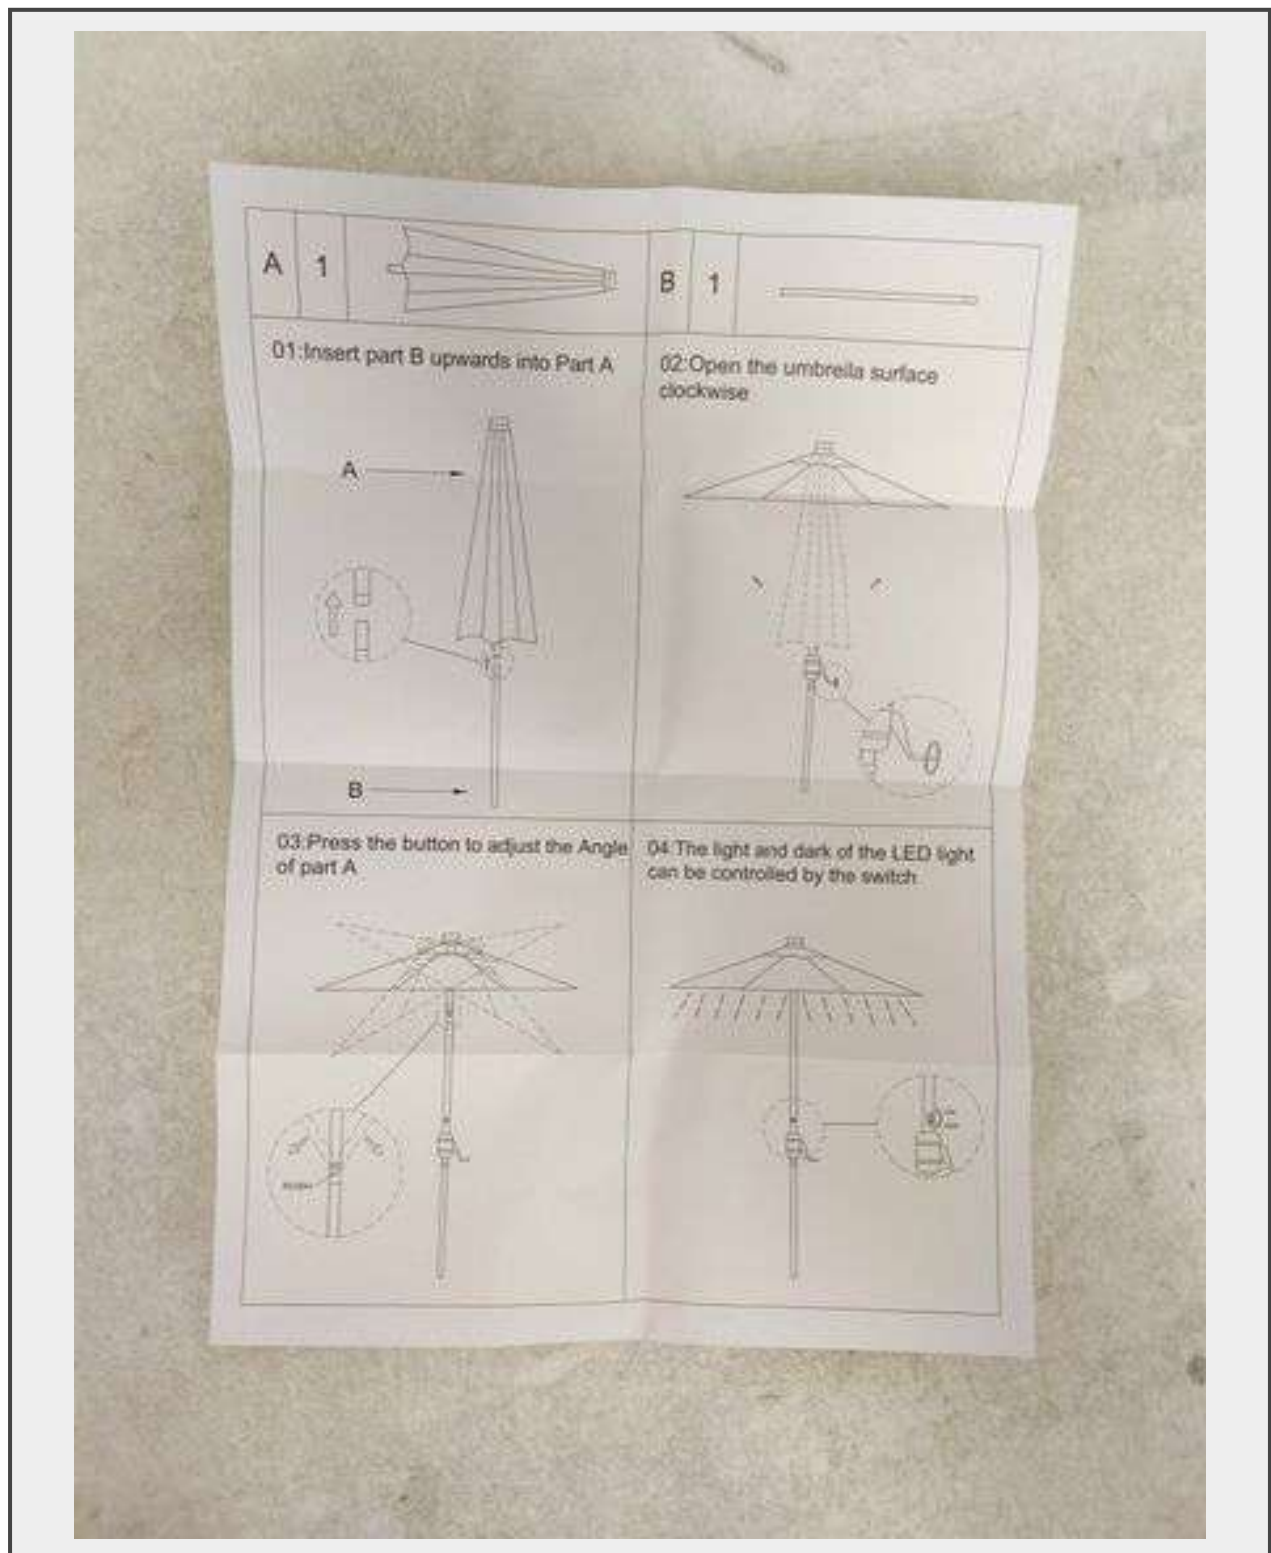 A 1
B 1
01:Insert part B upwards into Part A
02:Open the umbrella surface
clockwise
A
B
03:Press the button to adjust the Angle
of part A
04:The light and dark of the LED light
can be controlled by the switch